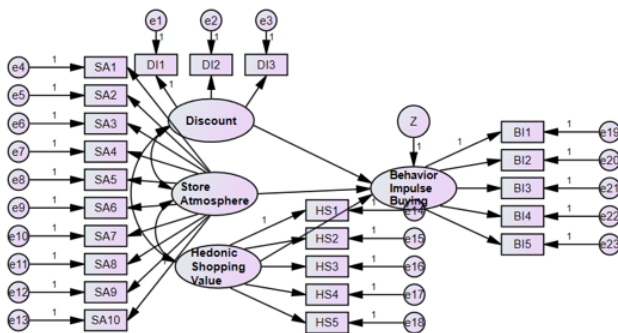 e1 e2 e3
1 1 1
e4 1 SA1 DI1 DI2 DI3
1
e5 1 SA2
e6 1 SA3 Discount Z
e7 1 SA4 1
e8 1 SA5
e9 1 SA6
e10 1 SA7
e11 1 SA8
e12 1 SA9
e13 1 SA10
Store
Atmosphere
Hedonic
Shopping
Value
Behavior
Impulse
Buying
1 HS1 1 e14
HS2 1 e15
HS3 1 e16
HS4 1 e17
HS5 1 e18
1 BI1 1 e19
BI2 1 e20
BI3 1 e21
BI4 1 e22
BI5 1 e23